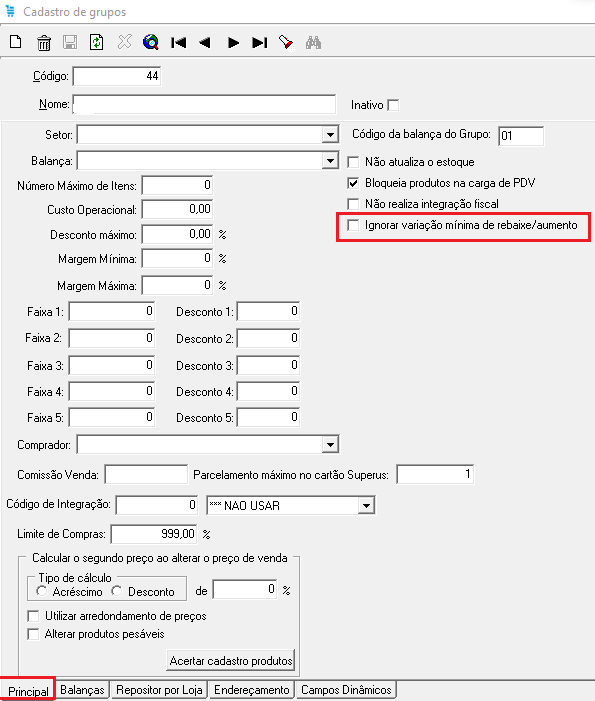 Cadastro de grupos
Código: 44
Nome: Inativo
Setor: Código da balança do Grupo: 01
Balança: Não atualiza o estoque
Número Máximo de Itens: 0 Bloqueia produtos na carga de PDV
Custo Operacional: 0,00 Não realiza integração fiscal
Desconto máximo: 0,00 % Ignorar variação mínima de rebaixe/aumento
Margem Mínima: 0 %
Margem Máxima: 0 %
Faixa 1: 0 Desconto 1: 0
Faixa 2: 0 Desconto 2: 0
Faixa 3: 0 Desconto 3: 0
Faixa 4: 0 Desconto 4: 0
Faixa 5: 0 Desconto 5: 0
Comprador:
Comissão Venda: Parcelamento máximo no cartão Superus: 1
Código de Integração: 0 *** NAO USAR
Limite de Compras: 999,00 %
Calcular o segundo preço ao alterar o preço de venda
Tipo de cálculo
Acréscimo Desconto de 0 %
Utilizar arredondamento de preços
Alterar produtos pesáveis
Acertar cadastro produtos
Principal Balanças Repositor por Loja Endereçamento Campos Dinâmicos